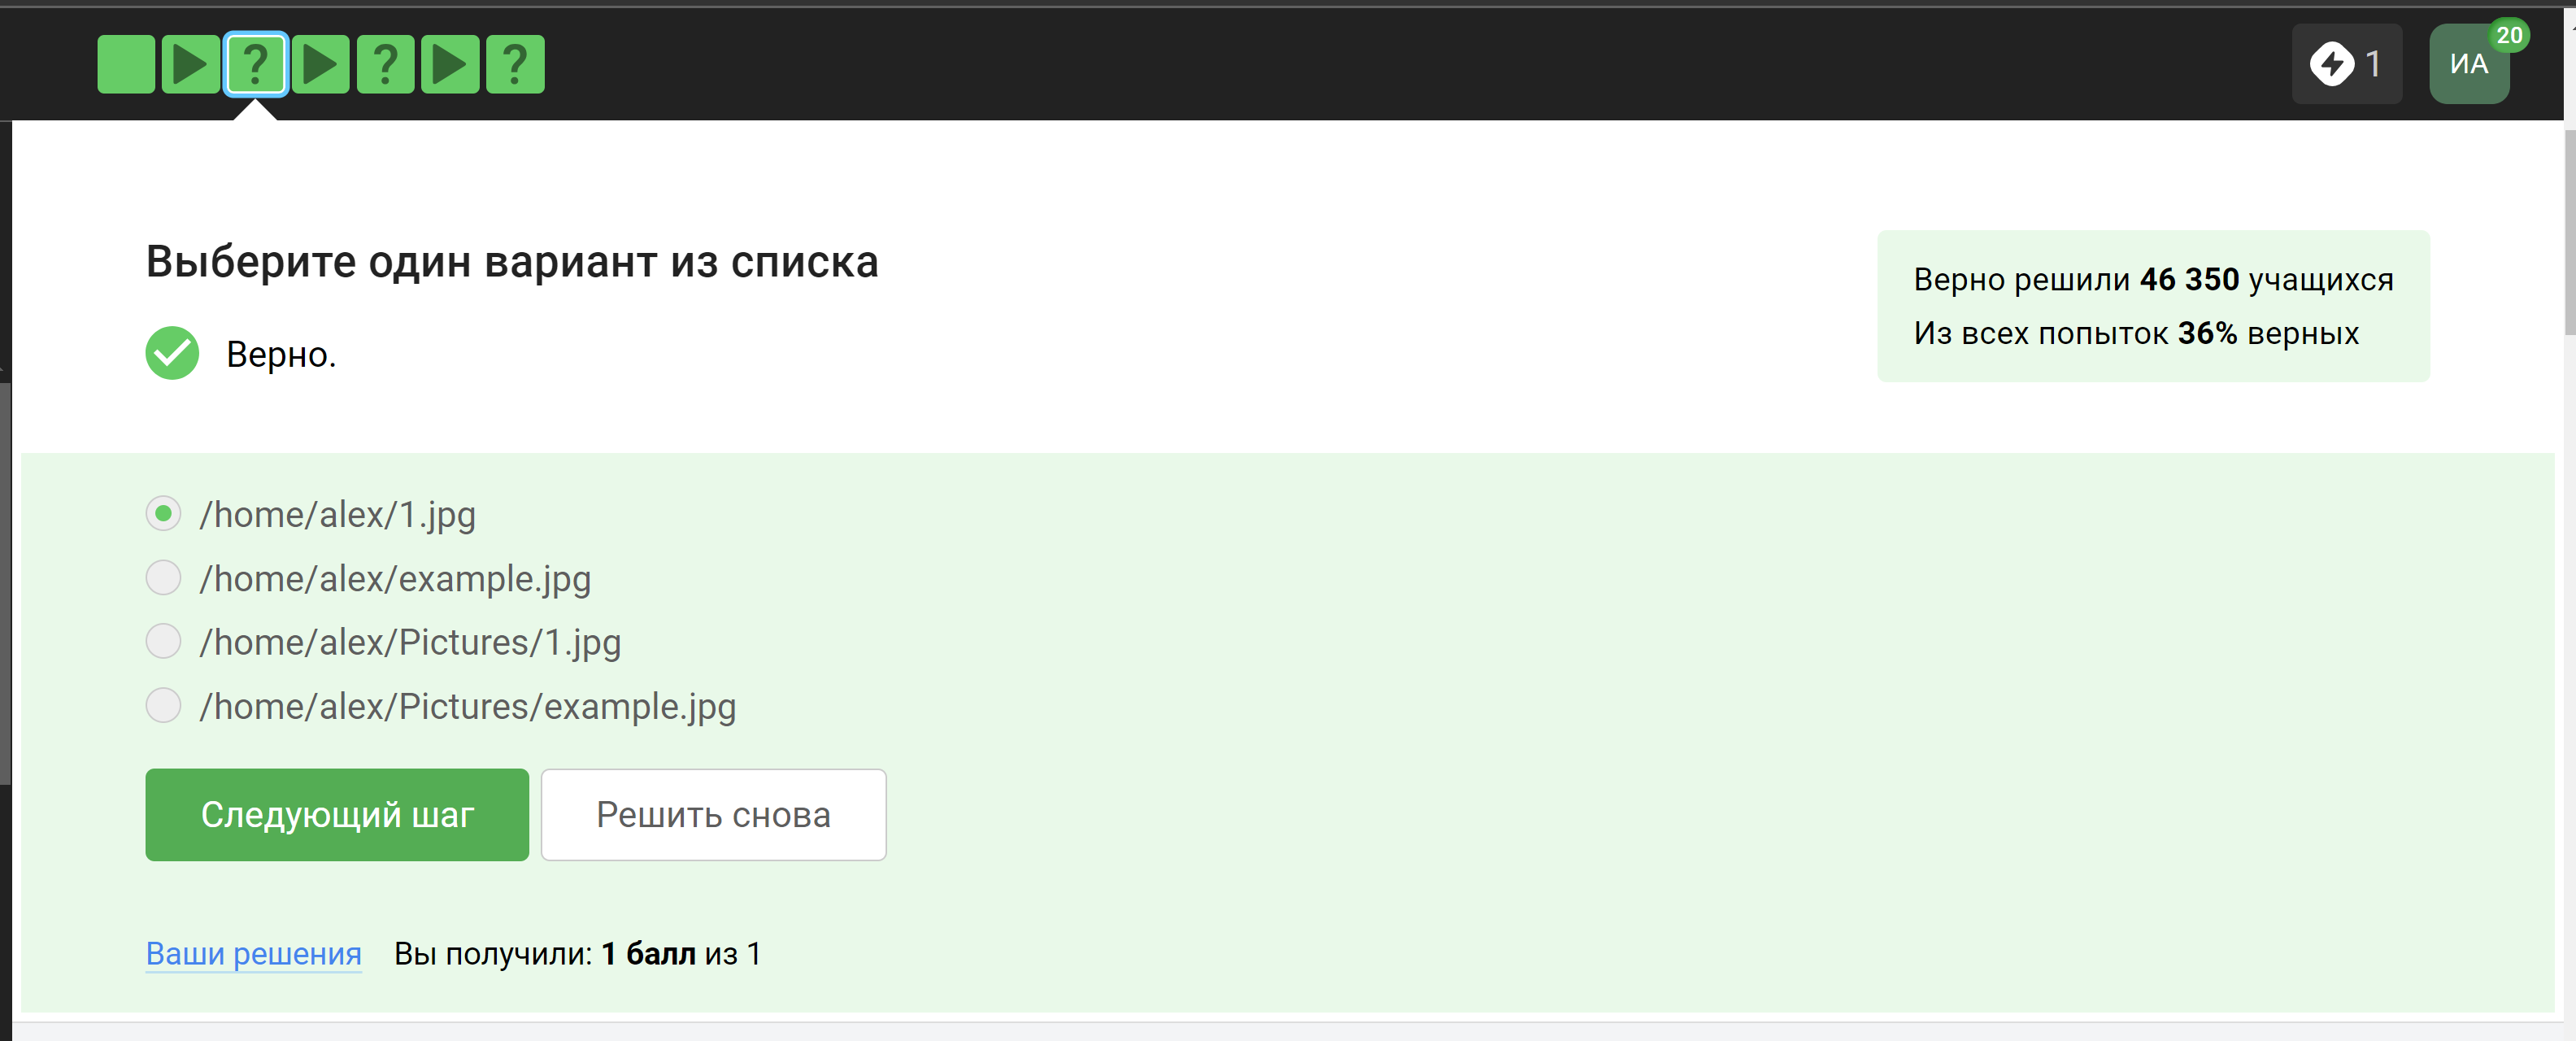 ? ? ? 1 ИА 20
Выберите один вариант из списка
Верно.
Верно решили 46 350 учащихся
Из всех попыток 36% верных
/home/alex/1.jpg
/home/alex/example.jpg
/home/alex/Pictures/1.jpg
/home/alex/Pictures/example.jpg
Следующий шаг Решить снова
Ваши решения Вы получили: 1 балл из 1